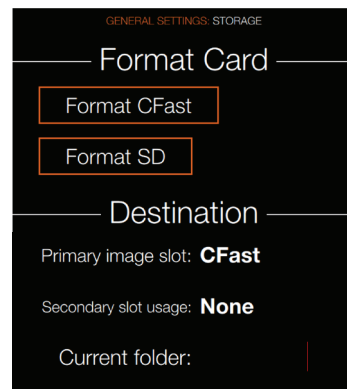 GENERAL SETTINGS: STORAGE
Format Card
Format CFast
Format SD
Destination
Primary image slot: CFast
Secondary slot usage: None
Current folder: